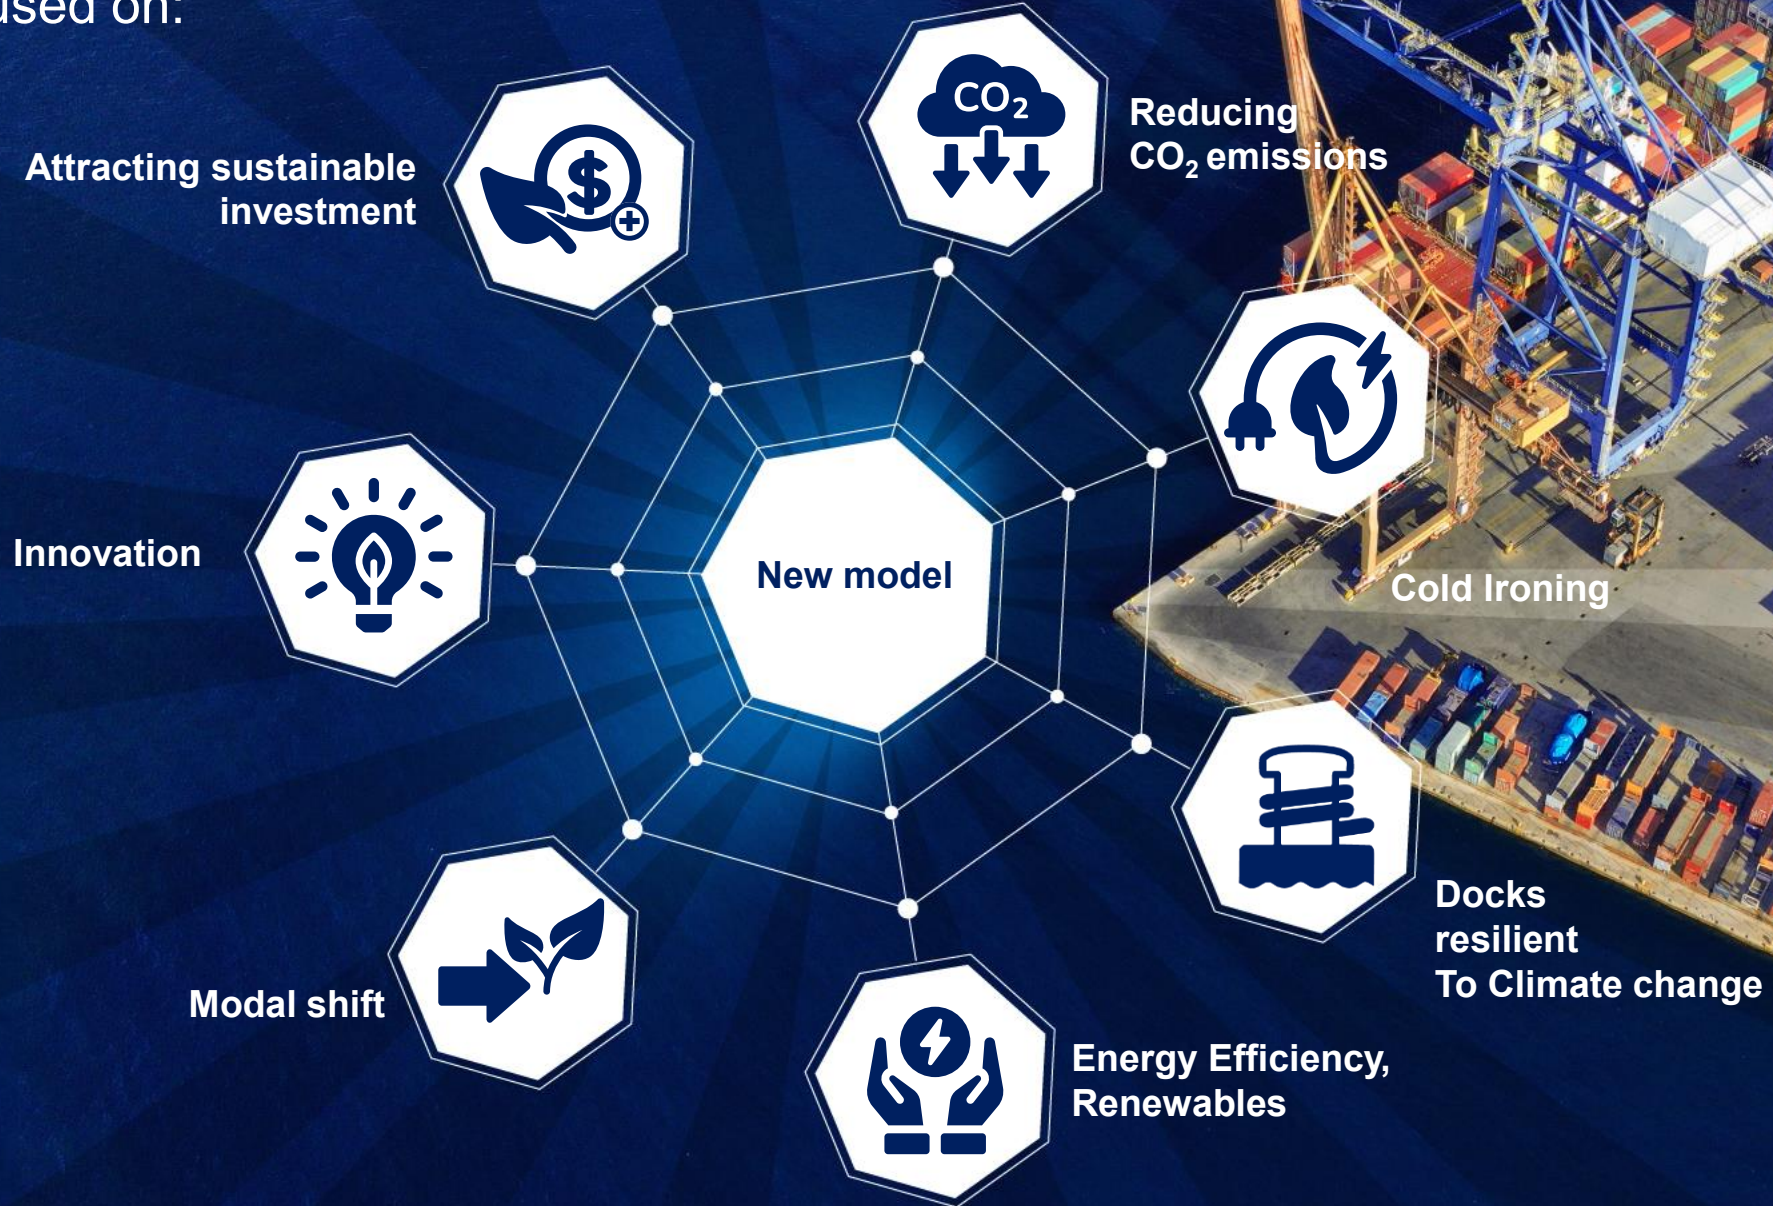 on:
CO₂
Reducing
CO₂ emissions
Attracting sustainable
investment
$
Innovation
New model
Cold Ironing
Docks
resilient
To Climate change
Modal shift
Energy Efficiency,
Renewables